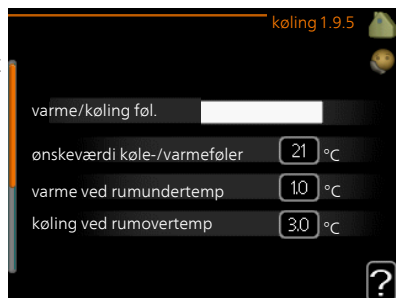 køling 1.9.5
varme/køling føl.
ønskeværdi køle-/varmeføler 21 °C
varme ved rumundertemp 1.0 °C
køling ved rumovertemp 3.0 °C
?